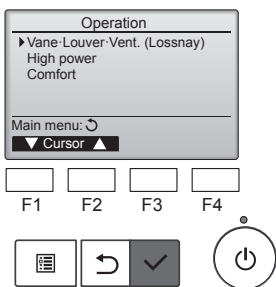 Operation
Vane·Louver·Vent. (Lossnay)
High power
Comfort
Main menu:
Cursor
F1 F2 F3 F4